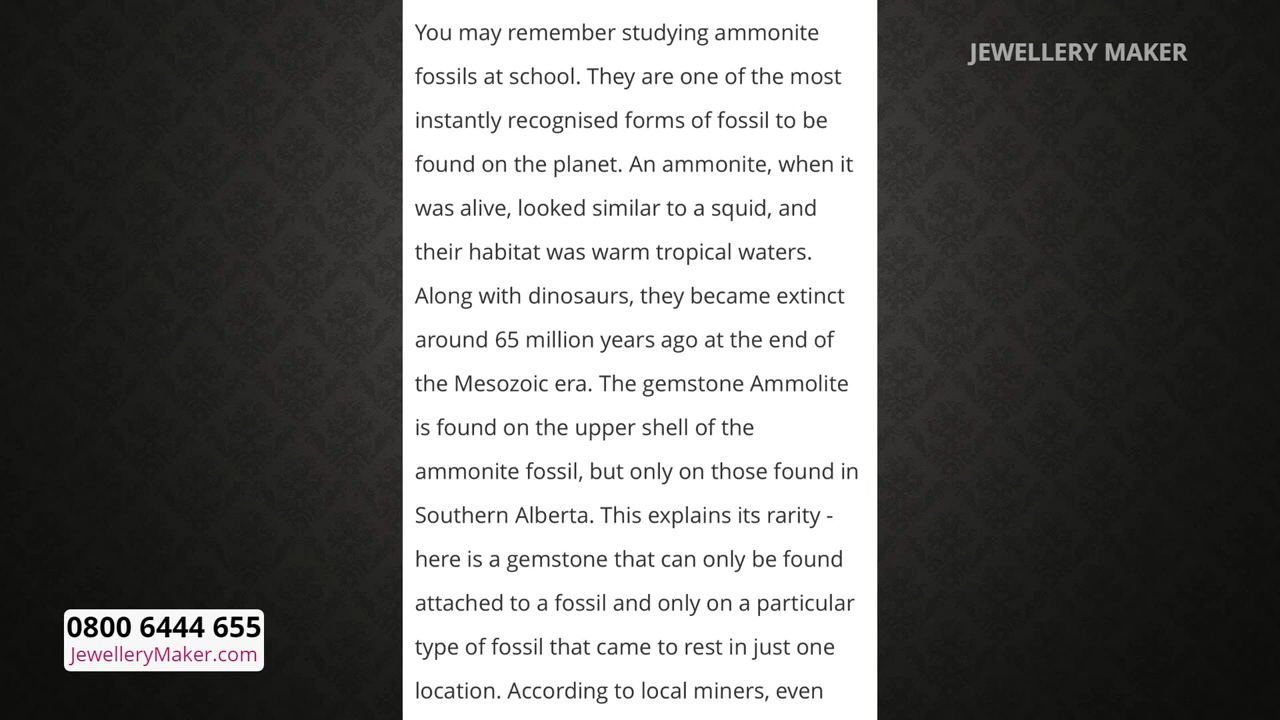 You may remember studying ammonite
fossils at school. They are one of the most
instantly recognised forms of fossil to be
found on the planet. An ammonite, when it
was alive, looked similar to a squid, and
their habitat was warm tropical waters.
Along with dinosaurs, they became extinct
around 65 million years ago at the end of
the Mesozoic era. The gemstone Ammolite
is found on the upper shell of the
ammonite fossil, but only on those found in
Southern Alberta. This explains its rarity -
here is a gemstone that can only be found
attached to a fossil and only on a particular
type of fossil that came to rest in just one
location. According to local miners, even
JEWELLERY MAKER
0800 6444 655
JewelleryMaker.com